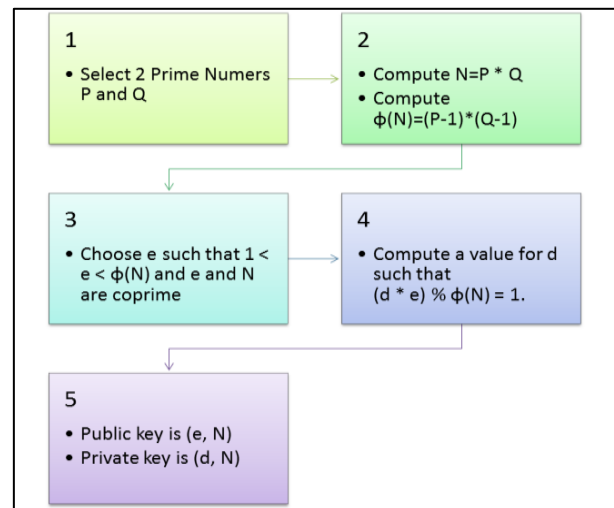 1
• Select 2 Prime Numers
P and Q
2
• Compute N=P * Q
• Compute
ϕ(N)=(P-1)*(Q-1)
3
• Choose e such that 1 <
e < ϕ(N) and e and N
are coprime
4
• Compute a value for d
such that
(d * e) % ϕ(N) = 1.
5
• Public key is (e, N)
• Private key is (d, N)